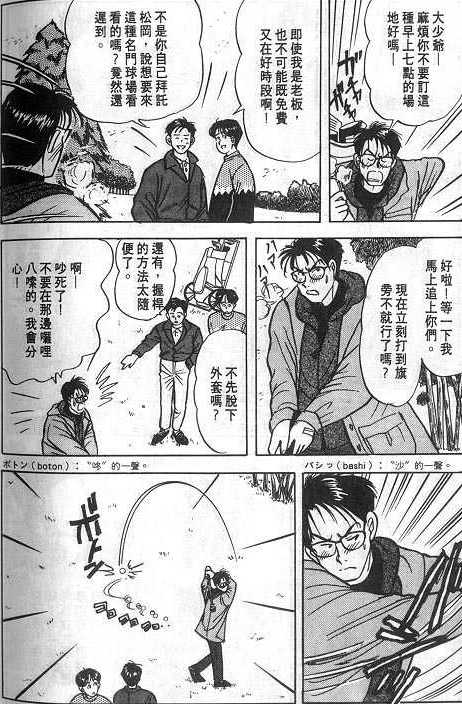 大少爺—
麻煩你不要訂這
種早上七點的場
地好嗎—
即使我是老板，
也不可能既免費
又在好時段啊！
不是你自己拜託
松岡，說想要來
這種名門球場看
看的嗎？竟然還
遲到。
好啦！等一下我
馬上追上你們。
現在立刻打到旗
旁不就行了嗎？
不先脫下
外套嗎？
還有，握桿
的方法太隨
便了。
啊—
吵死了！
不要在那邊囉哩
八嗦的。我會分
心！
バシッ(bashi)：〝沙〞的一聲。
ボトン(boton)：〝咚〞的一聲。
ボトン